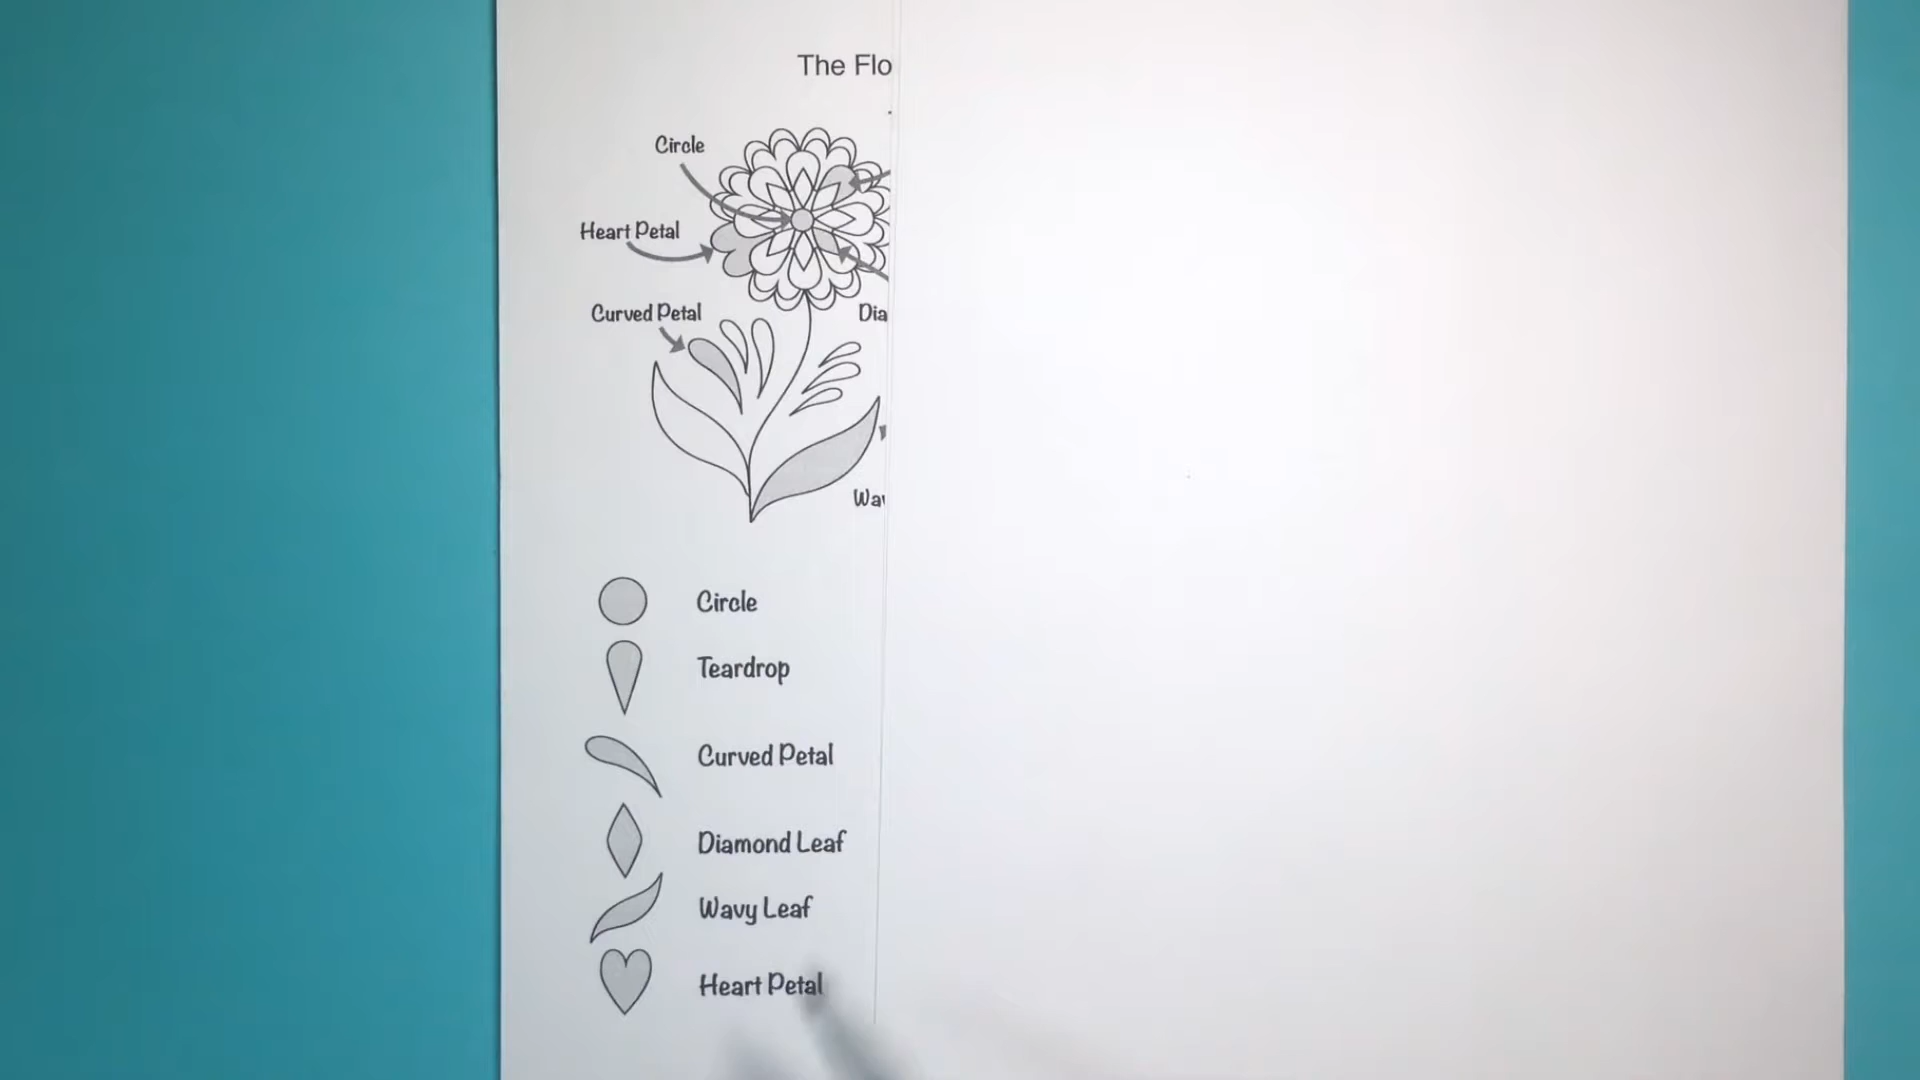 The Flo
Circle
Heart Petal
Curved Petal
Dia
Wa
Circle
Teardrop
Curved Petal
Diamond Leaf
Wavy Leaf
Heart Petal